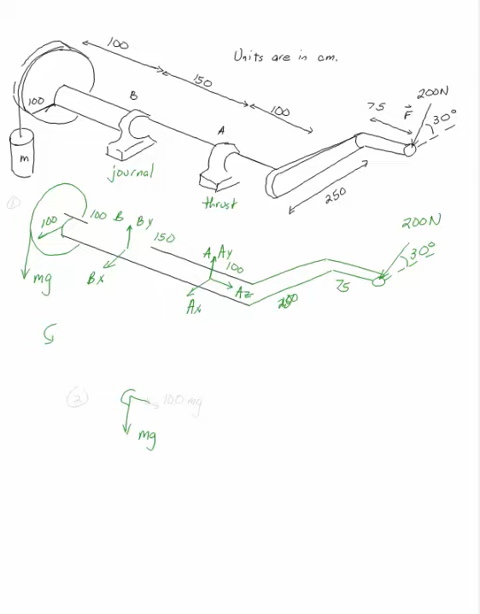 100
Units are in cm.
150
B
100
75
200N
F
30°
100
A
m
journal
thrust
250
①
100
100
B
By
150
200N
30°
mg
Bx
A
Ay
100
Az
Ax
75
②
100 mg
mg